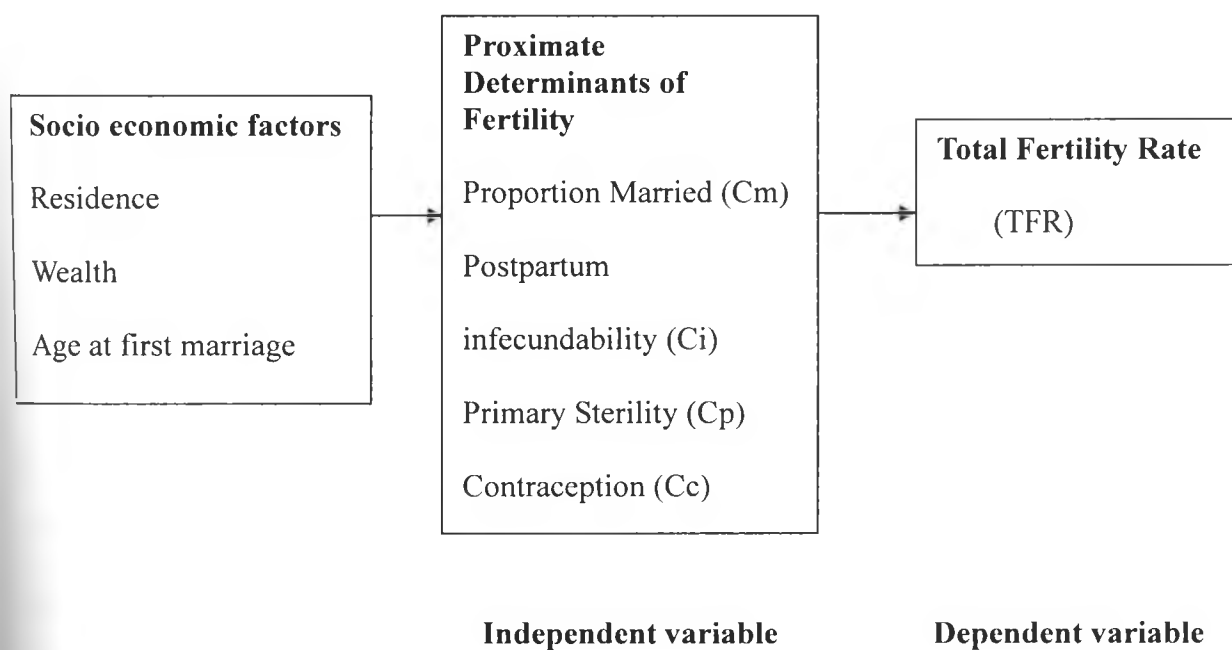 Socio economic factors
Residence
Wealth
Age at first marriage
Proximate
Determinants of
Fertility
Proportion Married (Cm)
Postpartum
infecundability (Ci)
Primary Sterility (Cp)
Contraception (Cc)
Total Fertility Rate
(TFR)
Independent variable
Dependent variable